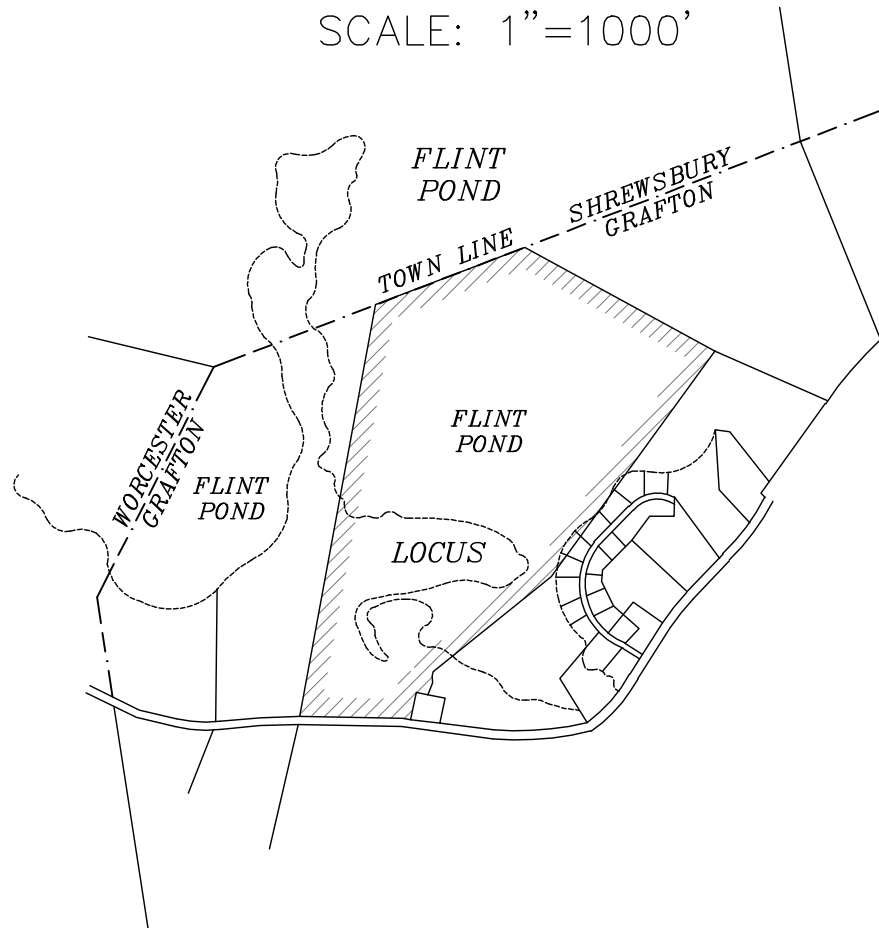 SCALE: 1”=1000’
FLINT
POND
SHREWSBURY
GRAFTON
TOWN LINE
WORCESTER
GRAFTON
FLINT
POND
FLINT
POND
LOCUS